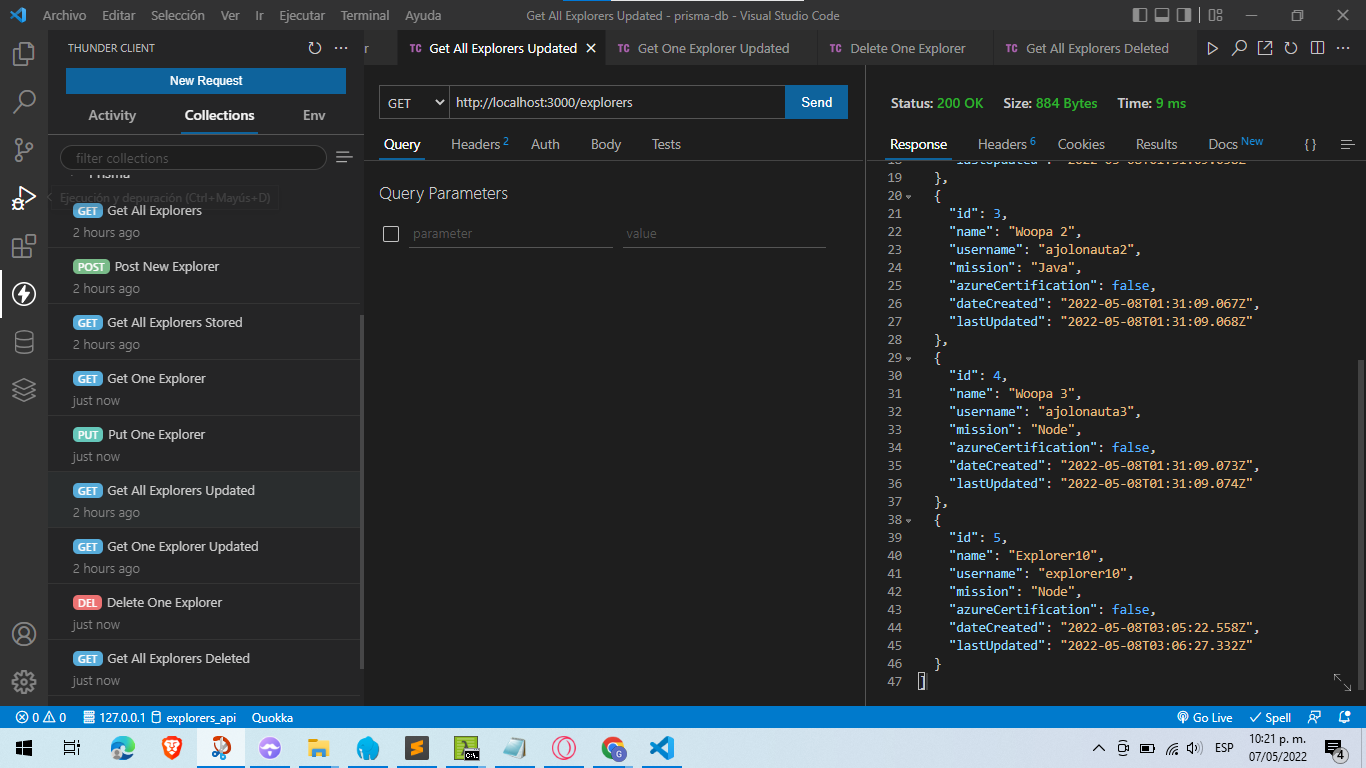 Archivo Editar Selección Ver Ir Ejecutar Terminal Ayuda
Get All Explorers Updated - prisma-db - Visual Studio Code
THUNDER CLIENT
New Request
Activity Collections Env
filter collections
Prisma
Ejecución y depuración (Ctrl+Mayús+D)
GET Get All Explorers
2 hours ago
POST Post New Explorer
2 hours ago
GET Get All Explorers Stored
2 hours ago
GET Get One Explorer
just now
PUT Put One Explorer
just now
GET Get All Explorers Updated
2 hours ago
GET Get One Explorer Updated
2 hours ago
DEL Delete One Explorer
just now
GET Get All Explorers Deleted
just now
r TC Get All Explorers Updated TC Get One Explorer Updated TC Delete One Explorer TC Get All Explorers Deleted
GET http://localhost:3000/explorers Send
Query Headers 2 Auth Body Tests
Query Parameters
parameter value
Status: 200 OK Size: 884 Bytes Time: 9 ms
Response Headers 6 Cookies Results Docs New { }
18 "lastUpdated": "2022-05-08T01:31:09.058Z"
19 },
20 {
21 "id": 3,
22 "name": "Woopa 2",
23 "username": "ajolonauta2",
24 "mission": "Java",
25 "azureCertification": false,
26 "dateCreated": "2022-05-08T01:31:09.067Z",
27 "lastUpdated": "2022-05-08T01:31:09.068Z"
28 },
29 {
30 "id": 4,
31 "name": "Woopa 3",
32 "username": "ajolonauta3",
33 "mission": "Node",
34 "azureCertification": false,
35 "dateCreated": "2022-05-08T01:31:09.073Z",
36 "lastUpdated": "2022-05-08T01:31:09.074Z"
37 },
38 {
39 "id": 5,
40 "name": "Explorer10",
41 "username": "explorer10",
42 "mission": "Node",
43 "azureCertification": false,
44 "dateCreated": "2022-05-08T03:05:22.558Z",
45 "lastUpdated": "2022-05-08T03:06:27.332Z"
46 }
47 ]
0 0 127.0.0.1 explorers_api Quokka Go Live Spell
ESP 10:21 p. m.
07/05/2022 4